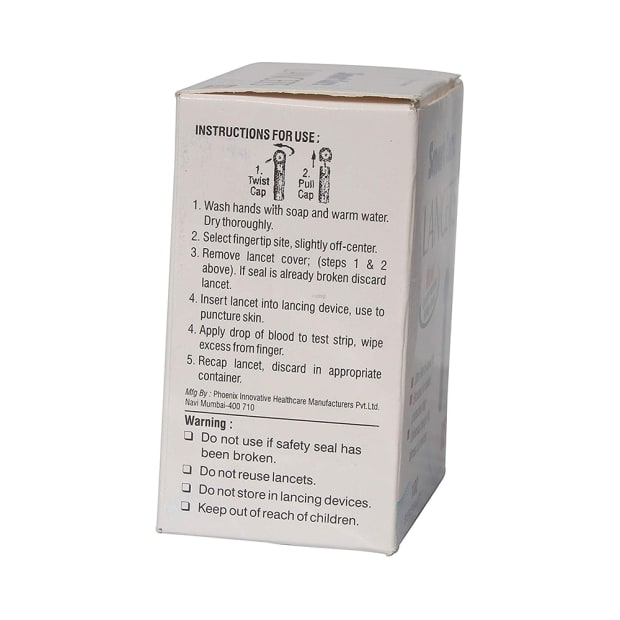 INSTRUCTIONS FOR USE :
1.
Twist
Cap
2.
Pull
Cap
1. Wash hands with soap and warm water.
Dry thoroughly.
2. Select fingertip site, slightly off-center.
3. Remove lancet cover; (steps 1 & 2
above). If seal is already broken discard
lancet.
4. Insert lancet into lancing device, use to
puncture skin.
4. Apply drop of blood to test strip, wipe
excess from finger.
5. Recap lancet, discard in appropriate
container.
Mfg By : Phoenix Innovative Healthcare Manufacturers Pvt.Ltd.
Navi Mumbai-400 710
Warning :
❑ Do not use if safety seal has
been broken.
❑ Do not reuse lancets.
❑ Do not store in lancing devices.
❑ Keep out of reach of children.